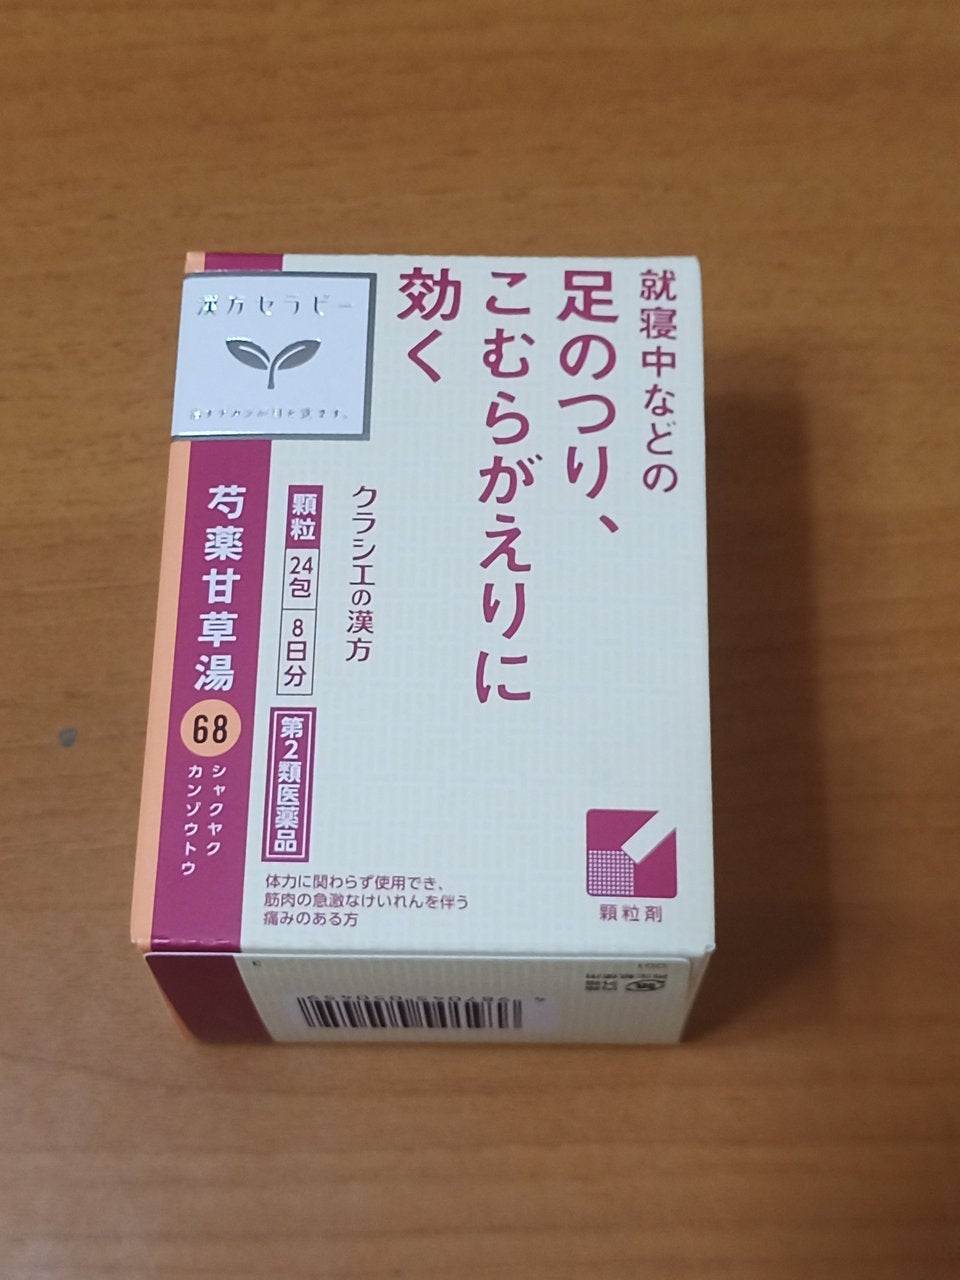 就寝中などの
足のつり、
こむらがえりに
効く
漢方セラピー
クラシエの漢方
顆粒
24包
8日分
第2類医薬品
芍薬甘草湯
68
シャクヤク
カンゾウトウ
体力に関わらず使用でき、
筋肉の急激なけいれんを伴う
痛みのある方
顆粒剤